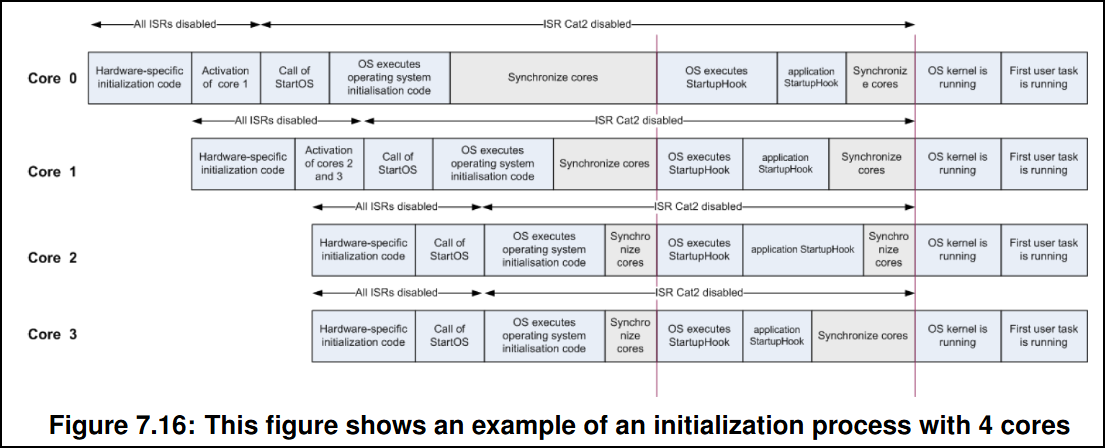 All ISRs disabled
ISR Cat2 disabled
Core 0
Hardware-specific
initialization code
Activation
of core 1
Call of
StartOS
OS executes
operating system
initialisation code
Synchronize cores
OS executes
StartupHook
application
StartupHook
Synchroniz
e cores
OS kernel is
running
First user task
is running
All ISRs disabled
ISR Cat2 disabled
Core 1
Hardware-specific
initialization code
Activation
of cores 2
and 3
Call of
StartOS
OS executes
operating system
initialisation code
Synchronize cores
OS executes
StartupHook
application
StartupHook
Synchronize
cores
OS kernel is
running
First user task
is running
All ISRs disabled
ISR Cat2 disabled
Core 2
Hardware-specific
initialization code
Call of
StartOS
OS executes
operating system
initialisation code
Synchro
nize
cores
OS executes
StartupHook
application StartupHook
Synchro
nize
cores
OS kernel is
running
First user task
is running
All ISRs disabled
ISR Cat2 disabled
Core 3
Hardware-specific
initialization code
Call of
StartOS
OS executes
operating system
initialisation code
Synchro
nize
cores
OS executes
StartupHook
application
StartupHook
Synchronize cores
OS kernel is
running
First user task
is running
Figure 7.16: This figure shows an example of an initialization process with 4 cores